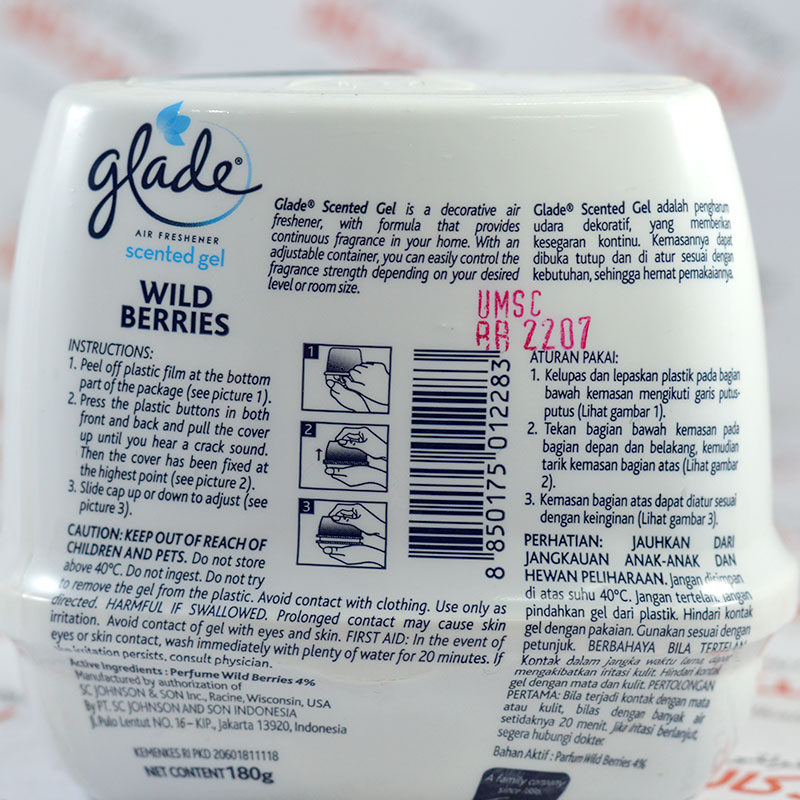 glade®
AIR FRESHENER
scented gel
WILD
BERRIES
Glade® Scented Gel is a decorative air
freshener, with formula that provides
continuous fragrance in your home. With an
adjustable container, you can easily control the
fragrance strength depending on your desired
level or room size.
Glade® Scented Gel adalah pengharum
udara dekoratif, yang memberikan
kesegaran kontinu. Kemasannya dapat
dibuka tutup dan di atur sesuai dengan
kebutuhan, sehingga hemat pemakaiannya.
UMSC
BB 2207
INSTRUCTIONS:
1. Peel off plastic film at the bottom
part of the package (see picture 1).
2. Press the plastic buttons in both
front and back and pull the cover
up until you hear a crack sound.
Then the cover has been fixed at
the highest point (see picture 2).
3. Slide cap up or down to adjust (see
picture 3).
1
2
3
8 850175 012283
ATURAN PAKAI:
1. Kelupas dan lepaskan plastik pada bagian
bawah kemasan mengikuti garis putus-
putus (Lihat gambar 1).
2. Tekan bagian bawah kemasan pada
bagian depan dan belakang, kemudian
tarik kemasan bagian atas (Lihat gambar
2).
3. Kemasan bagian atas dapat diatur sesuai
dengan keinginan (Lihat gambar 3).
CAUTION: KEEP OUT OF REACH OF
CHILDREN AND PETS. Do not store
above 40°C. Do not ingest. Do not try
to remove the gel from the plastic. Avoid contact with clothing. Use only as
directed. HARMFUL IF SWALLOWED. Prolonged contact may cause skin
irritation. Avoid contact of gel with eyes and skin. FIRST AID: In the event of
eyes or skin contact, wash immediately with plenty of water for 20 minutes. If
irritation persists, consult physician.
Active Ingredients : Perfume Wild Berries 4%
Manufactured by authorization of
SC JOHNSON & SON Inc., Racine, Wisconsin, USA
By PT. SC JOHNSON AND SON INDONESIA
Jl. Pulo Lentut NO. 16 – KIP., Jakarta 13920, Indonesia
KEMENKES RI PKD 20601811118
NET CONTENT 180g
PERHATIAN: JAUHKAN DARI
JANGKAUAN ANAK-ANAK DAN
HEWAN PELIHARAAN. Jangan disimpan
di atas suhu 40°C. Jangan tertelan. Jangan
pindahkan gel dari plastik. Hindari kontak
gel dengan pakaian. Gunakan sesuai dengan
petunjuk. BERBAHAYA BILA TERTELAN.
Kontak dalam jangka waktu lama dapat
mengakibatkan iritasi kulit. Hindari kontak
gel dengan mata dan kulit. PERTOLONGAN
PERTAMA: Bila terjadi kontak dengan mata
atau kulit, bilas dengan banyak air
setidaknya 20 menit. Jika iritasi berlanjut,
segera hubungi dokter.
Bahan Aktif : Parfum Wild Berries 4%
A family company